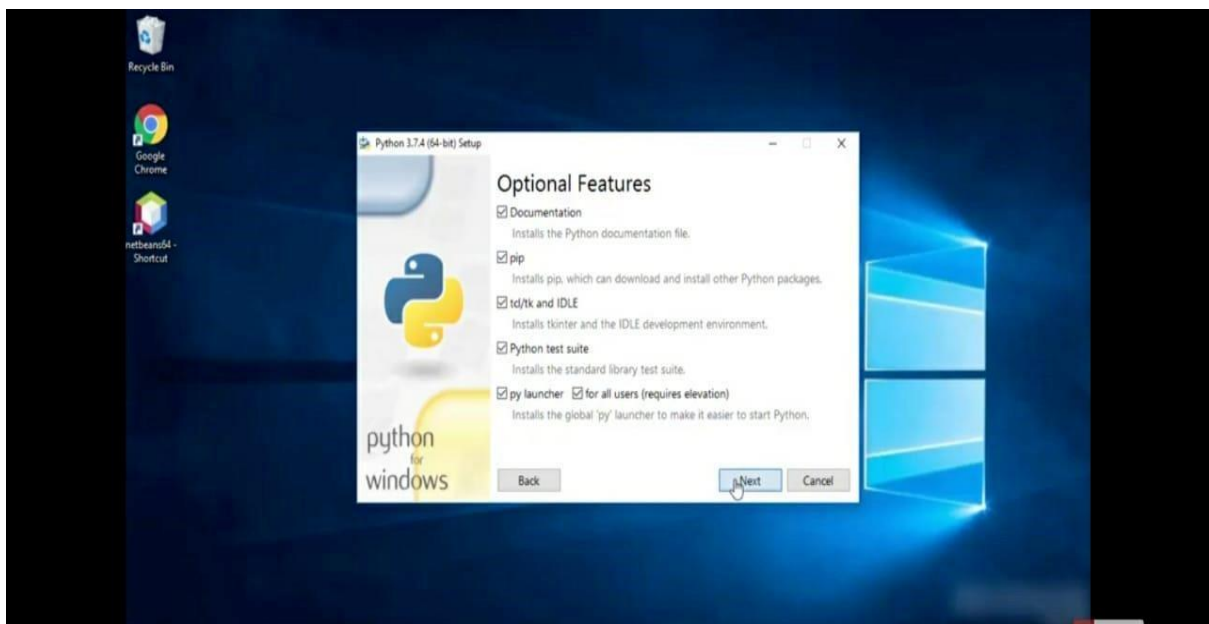 Recycle Bin
Google
Chrome
netbeans64 -
Shortcut
Python 3.7.4 (64-bit) Setup
Optional Features
Documentation
Installs the Python documentation file.
pip
Installs pip, which can download and install other Python packages.
td/tk and IDLE
Installs tkinter and the IDLE development environment.
Python test suite
Installs the standard library test suite.
py launcher for all users (requires elevation)
Installs the global 'py' launcher to make it easier to start Python.
python
for
windows
Back
Next
Cancel